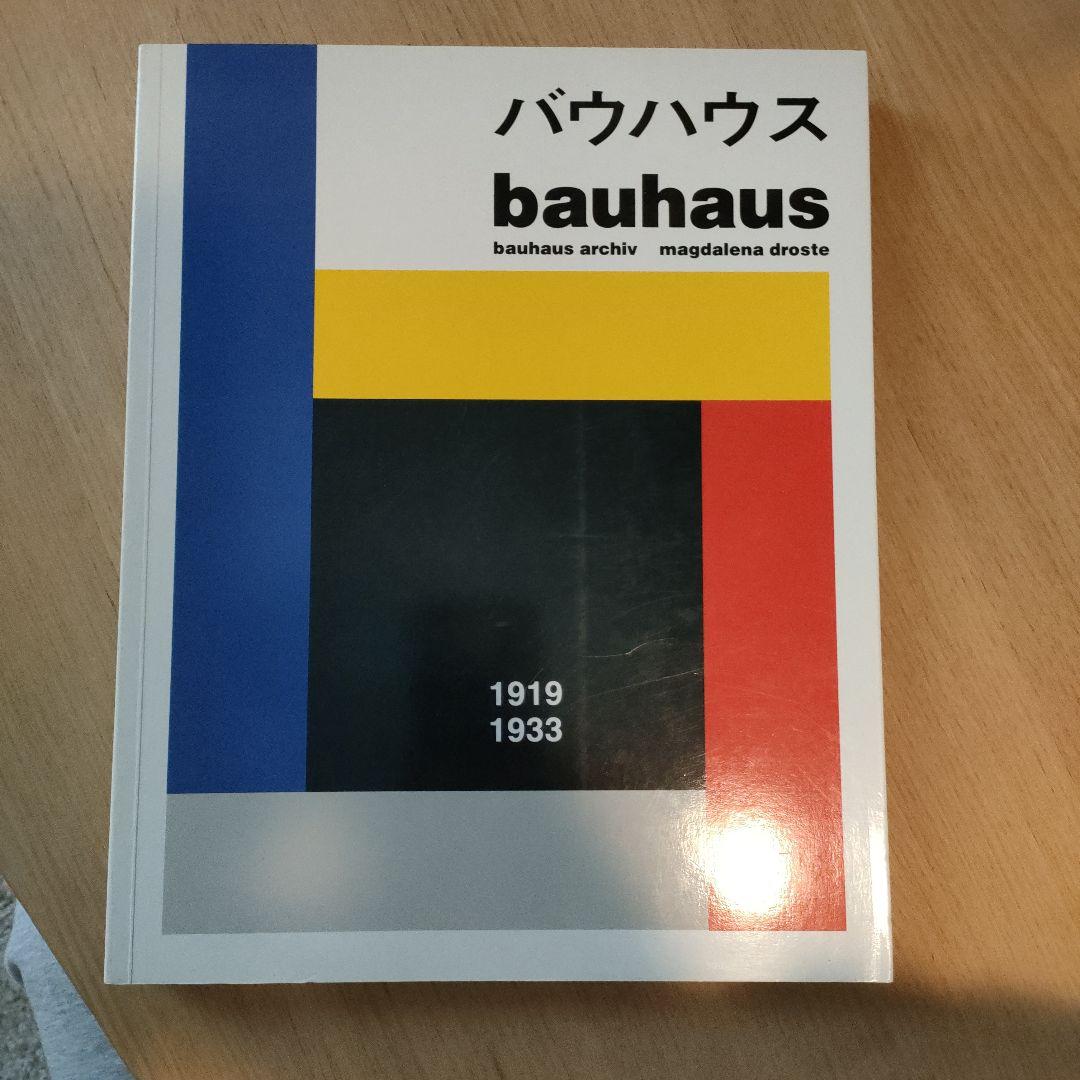 バウハウス
bauhaus
bauhaus archiv magdalena droste
1919
1933